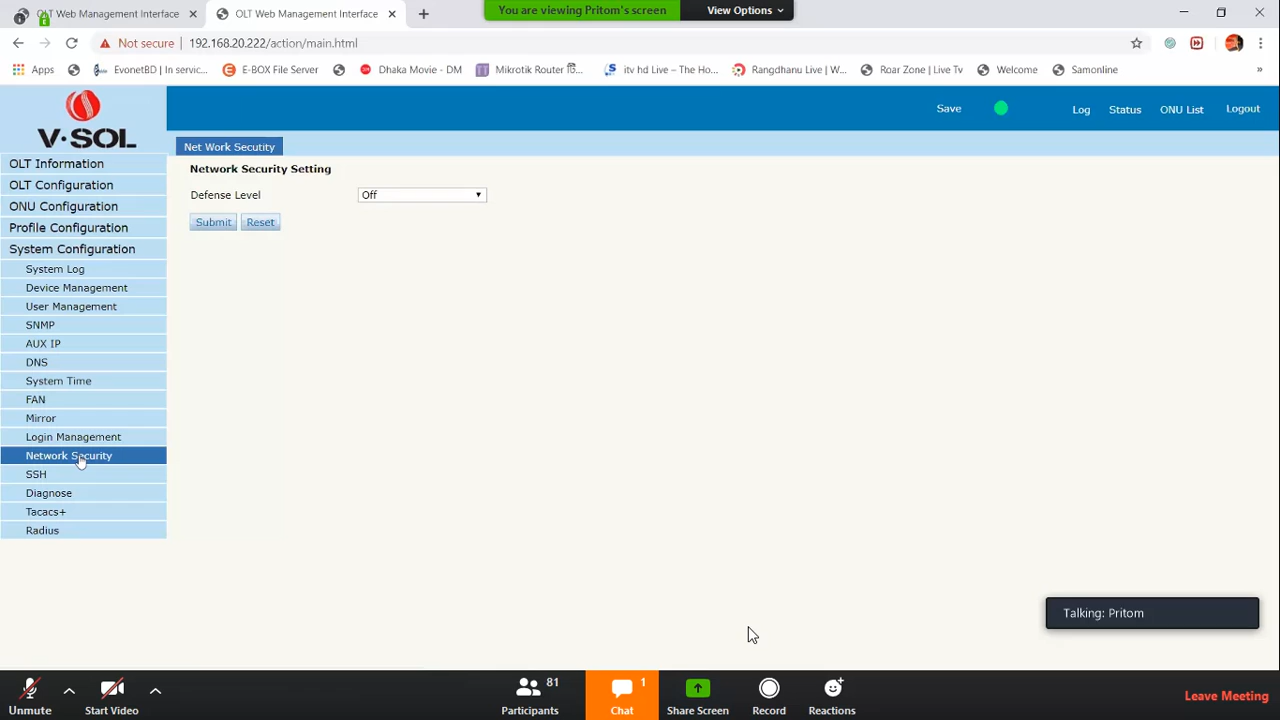 OLT Web Management Interface
OLT Web Management Interface
You are viewing Pritom's screen
View Options
Not secure
192.168.20.222/action/main.html
Apps
EvonetBD | In servic...
E-BOX File Server
Dhaka Movie - DM
Mikrotik Router
itv hd Live – The Ho...
Rangdhanu Live | W...
Roar Zone | Live Tv
Welcome
Samonline
»
V·SOL
Save
Log
Status
ONU List
Logout
Net Work Secutity
Network Security Setting
Defense Level
Off
Submit
Reset
OLT Information
OLT Configuration
ONU Configuration
Profile Configuration
System Configuration
System Log
Device Management
User Management
SNMP
AUX IP
DNS
System Time
FAN
Mirror
Login Management
Network Security
SSH
Diagnose
Tacacs+
Radius
Talking: Pritom
Unmute
Start Video
81
Participants
1
Chat
Share Screen
Record
Reactions
Leave Meeting